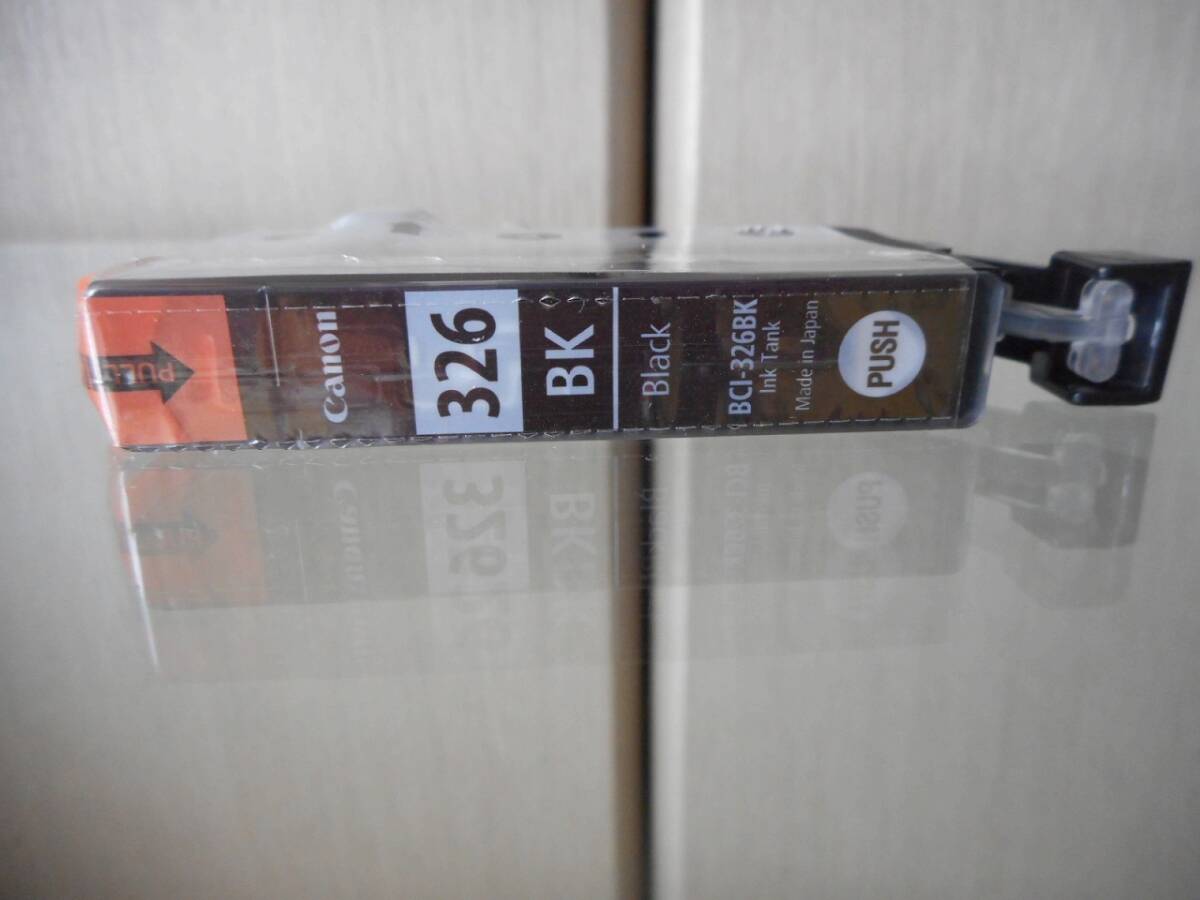 PULL
Canon
326
BK
Black
BCI-326BK
Ink Tank
Made in Japan
PUSH